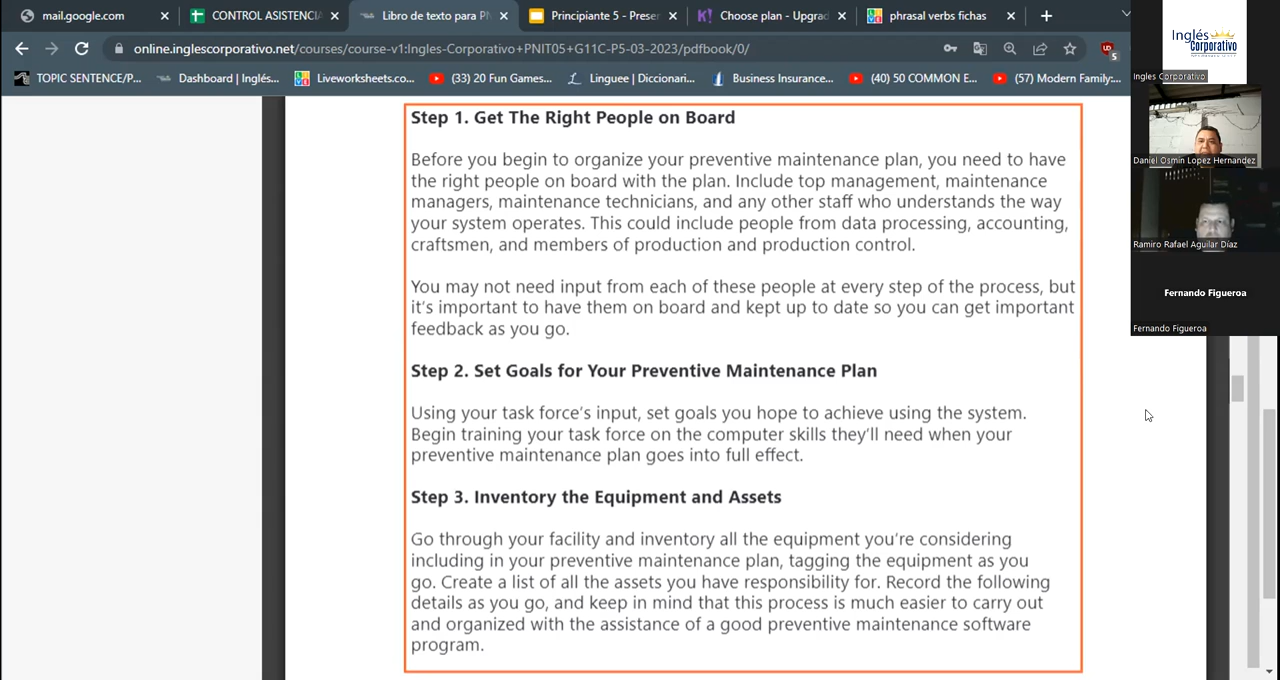 mail.google.com
CONTROL ASISTENCIA
Libro de texto para PN
Principiante 5 - Prese
Choose plan - Upgrad
phrasal verbs fichas
online.inglescorporativo.net/courses/course-v1:Ingles-Corporativo+PNIT05+G11C-P5-03-2023/pdfbook/0/
TOPIC SENTENCE/P...
Dashboard | Inglés...
Liveworksheets.co...
(33) 20 Fun Games...
Linguee | Diccionari...
Business Insurance...
(40) 50 COMMON E...
(57) Modern Family:...
Step 1. Get The Right People on Board
Before you begin to organize your preventive maintenance plan, you need to have
the right people on board with the plan. Include top management, maintenance
managers, maintenance technicians, and any other staff who understands the way
your system operates. This could include people from data processing, accounting,
craftsmen, and members of production and production control.
You may not need input from each of these people at every step of the process, but
it's important to have them on board and kept up to date so you can get important
feedback as you go.
Step 2. Set Goals for Your Preventive Maintenance Plan
Using your task force's input, set goals you hope to achieve using the system.
Begin training your task force on the computer skills they'll need when your
preventive maintenance plan goes into full effect.
Step 3. Inventory the Equipment and Assets
Go through your facility and inventory all the equipment you're considering
including in your preventive maintenance plan, tagging the equipment as you
go. Create a list of all the assets you have responsibility for. Record the following
details as you go, and keep in mind that this process is much easier to carry out
and organized with the assistance of a good preventive maintenance software
program.
Inglés
Corporativo
Ingles Corporativo
Daniel Osmin Lopez Hernandez
Ramiro Rafael Aguilar Díaz
Fernando Figueroa
Fernando Figueroa